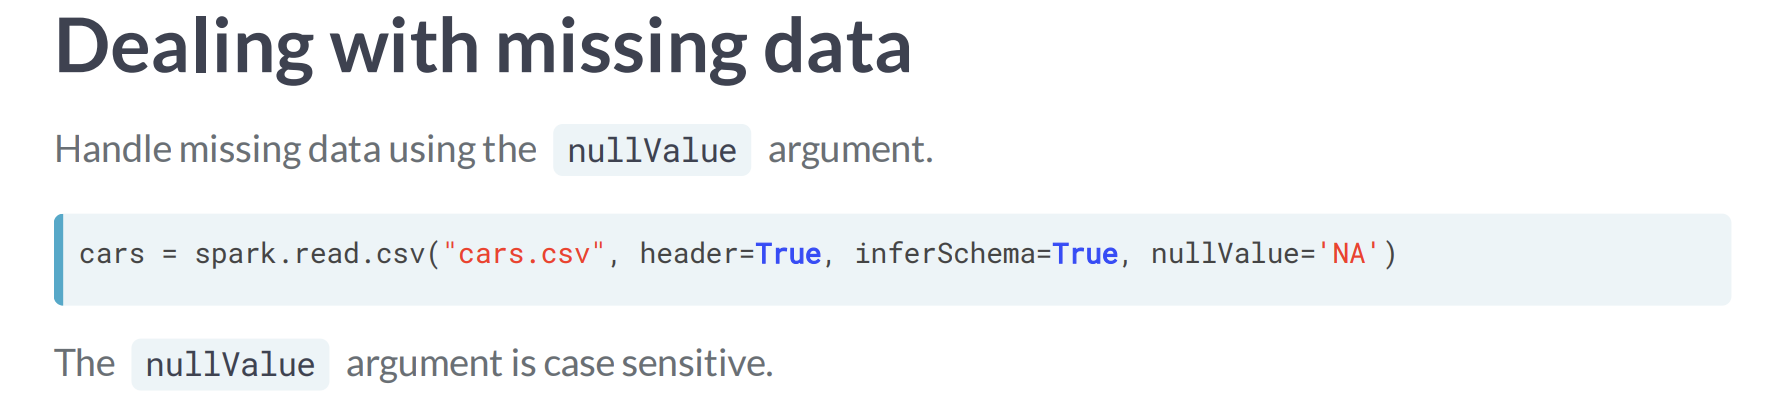 Dealing with missing data
Handle missing data using the nullValue argument.
cars = spark.read.csv("cars.csv", header=True, inferSchema=True, nullValue='NA')
The nullValue argument is case sensitive.